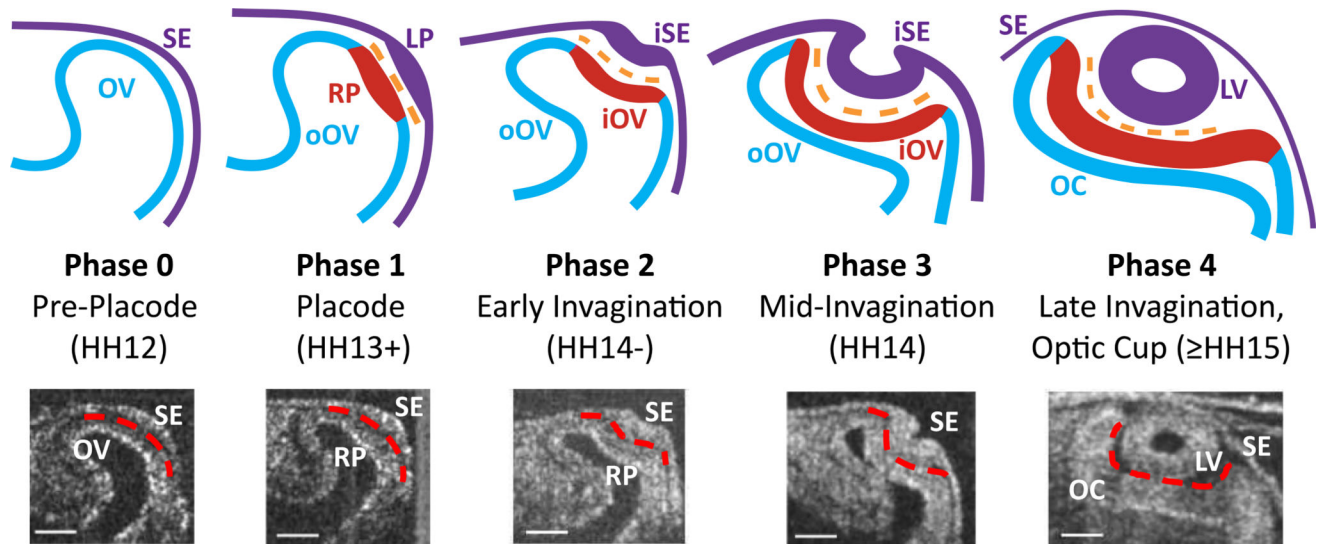 SE
OV
LP
RP
oOV
iSE
iOV
iSE
oOV
iOV
SE
LV
OC
Phase 0
Pre-Placode
(HH12)
Phase 1
Placode
(HH13+)
Phase 2
Early Invagination
(HH14-)
Phase 3
Mid-Invagination
(HH14)
Phase 4
Late Invagination,
Optic Cup (≥HH15)
SE
OV
SE
RP
SE
RP
SE
SE
LV
OC